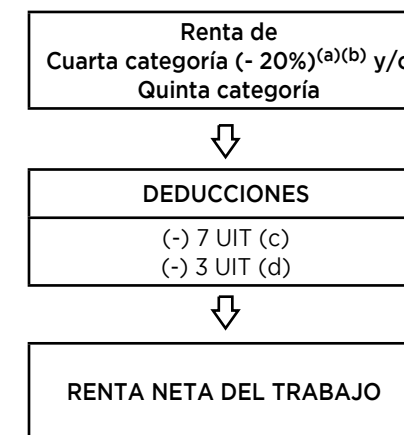 Renta de
Cuarta categoría (- 20%)(a)(b) y/o
Quinta categoría
DEDUCCIONES
(-) 7 UIT (c)
(-) 3 UIT (d)
RENTA NETA DEL TRABAJO